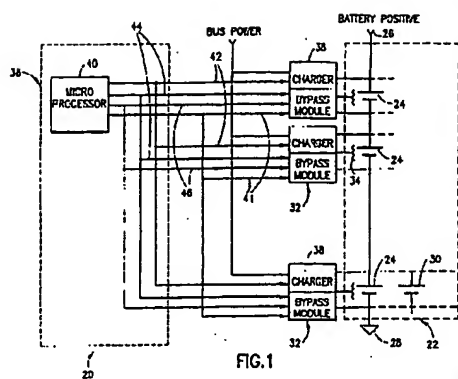 BUS POWER
BATTERY POSITIVE
44
38
26
38
40
42
MICRO
PROCESSOR
CHARGER
BYPASS
MODULE
24
CHARGER
24
BYPASS
MODULE
34
46
41
32
38
CHARGER
24
30
BYPASS
MODULE
32
28
22
20
FIG.1